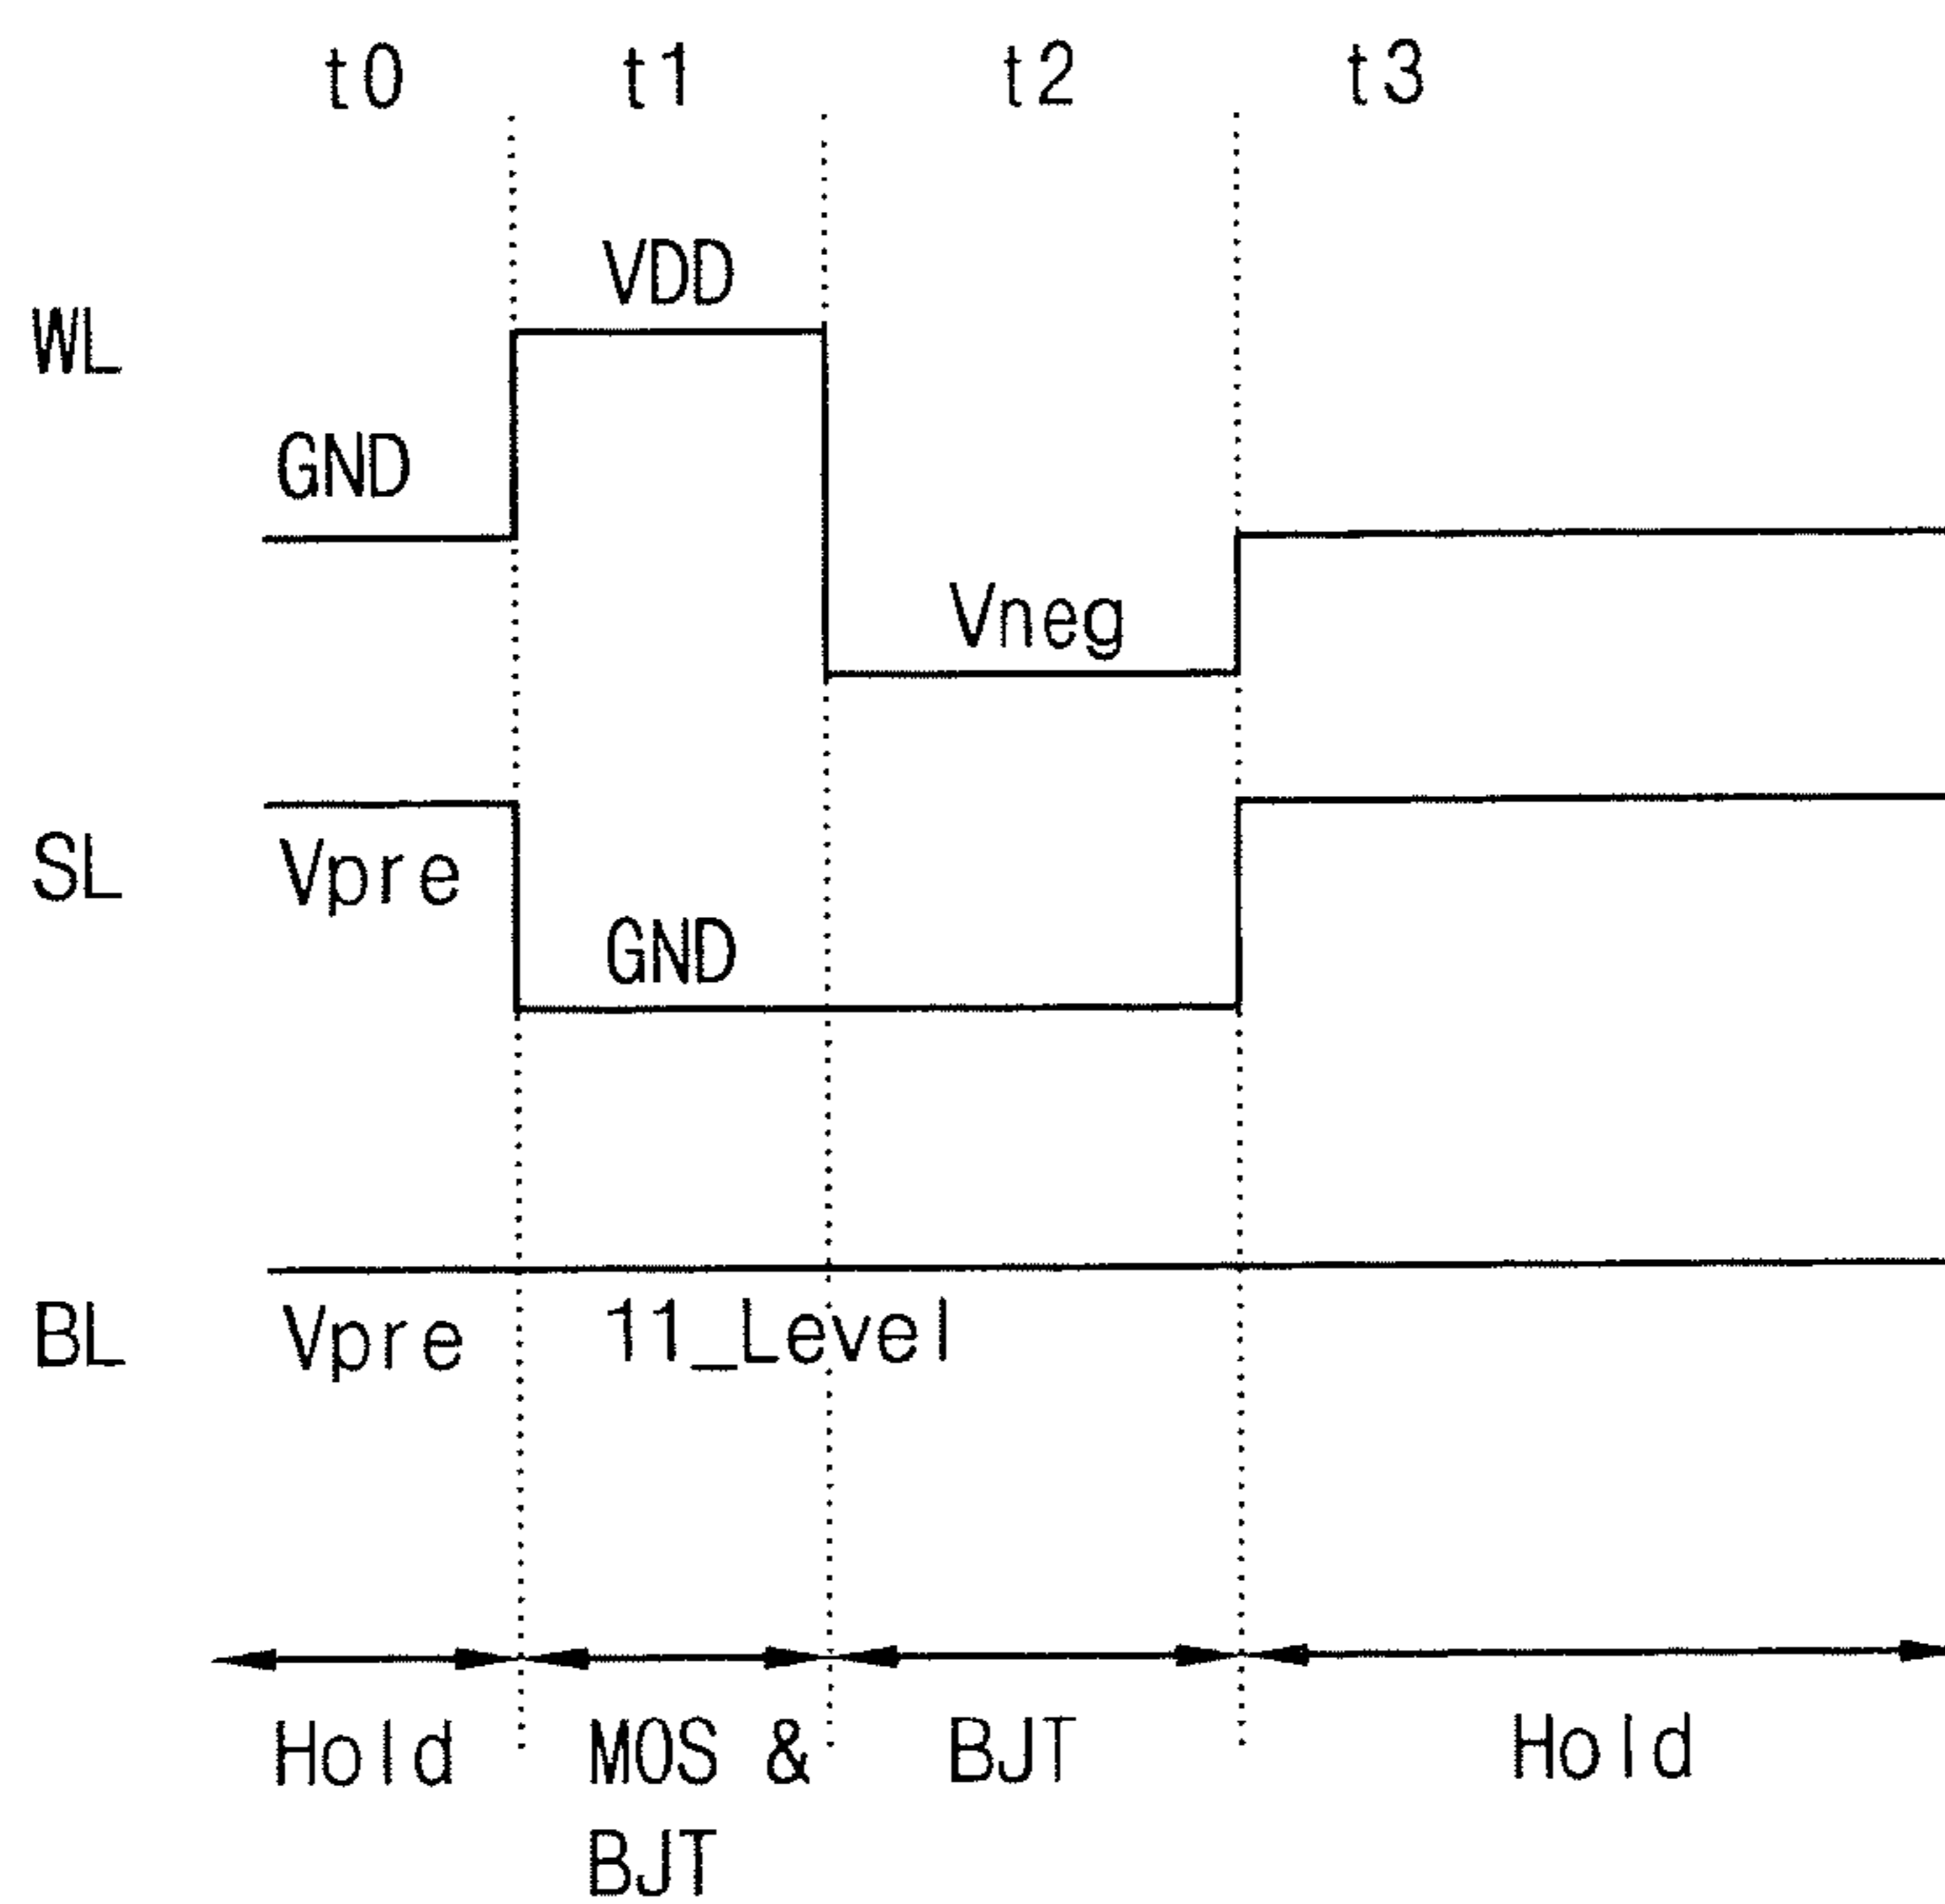 t0 t1 t2 t3
VDD
WL
GND
Vneg
SL Vpre
GND
BL Vpre 11_Level
Hold MOS & BJT Hold
BJT